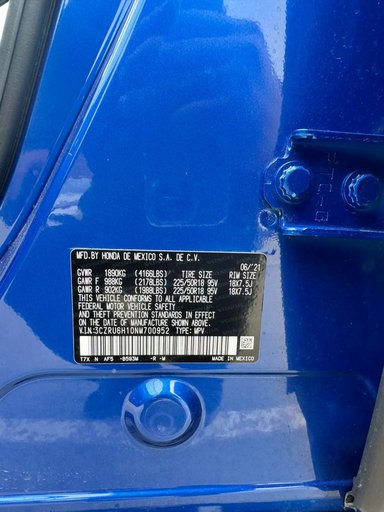 MFD.BY HONDA DE MEXICO S.A. DE C.V.
06/'21
GVWR 1890KG (4166LBS) TIRE SIZE RIM SIZE
GAWR F 988KG (2178LBS) 225/50R18 95V 18X7.5J
GAWR R 902KG (1988LBS) 225/50R18 95V 18X7.5J
THIS VEHICLE CONFORMS TO ALL APPLICABLE
FEDERAL MOTOR VEHICLE SAFETY
AND THEFT PREVENTION STANDARDS IN EFFECT
ON THE DATE OF MANUFACTURE SHOWN ABOVE.
V.I.N:3CZRU6H10NM700952 TYPE: MPV
T7X N AF5 -B593M -R -M MADE IN MEXICO